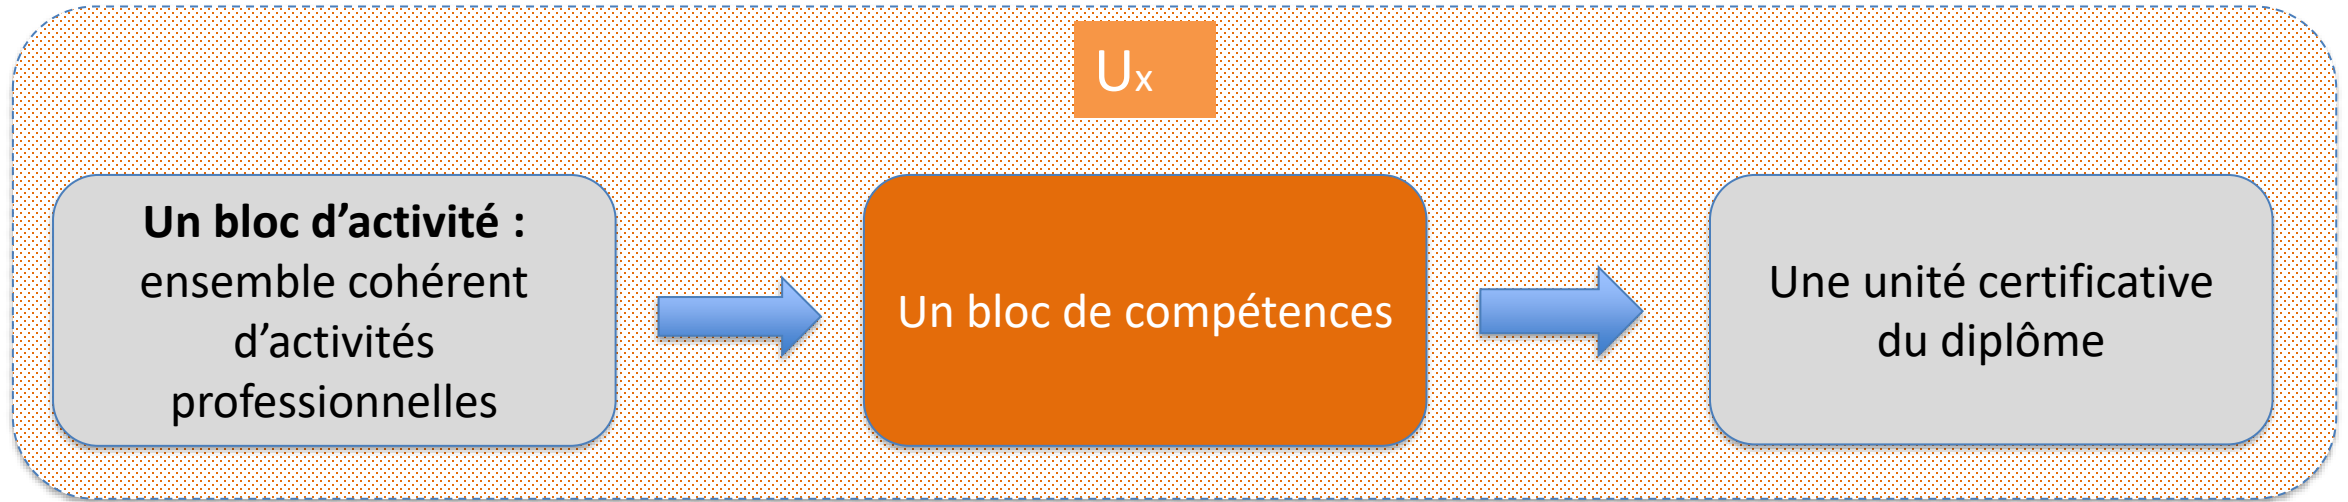 Ux
Un bloc d’activité :
ensemble cohérent
d’activités
professionnelles
Un bloc de compétences
Une unité certificative
du diplôme